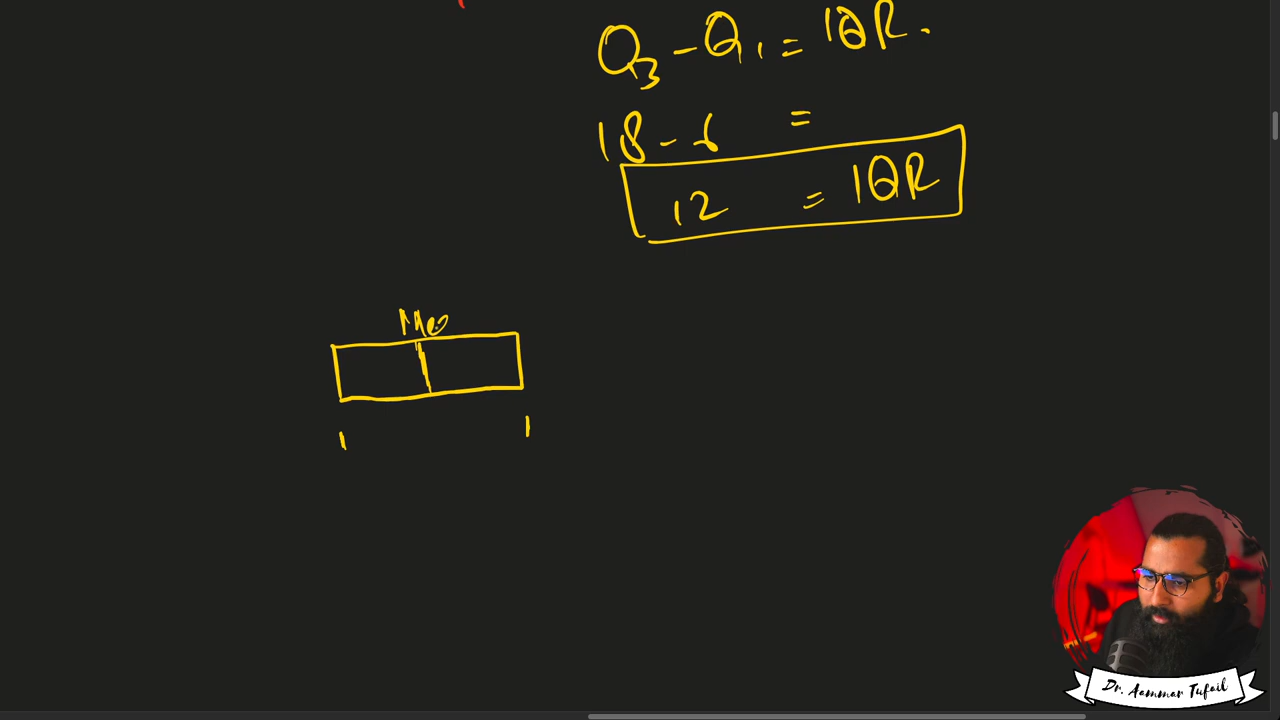 Q3 - Q1 = IQR.
18 - 6 =
12 = IQR
Me
Dr. Aammar Tufail